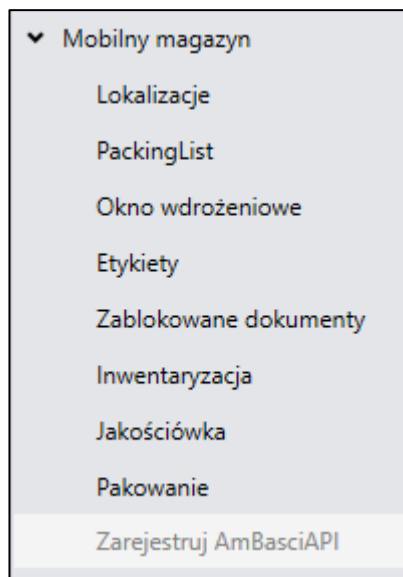 Mobilny magazyn
Lokalizacje
PackingList
Okno wdrożeniowe
Etykiety
Zablokowane dokumenty
Inwentaryzacja
Jakościówka
Pakowanie
Zarejestruj AmBasciAPI